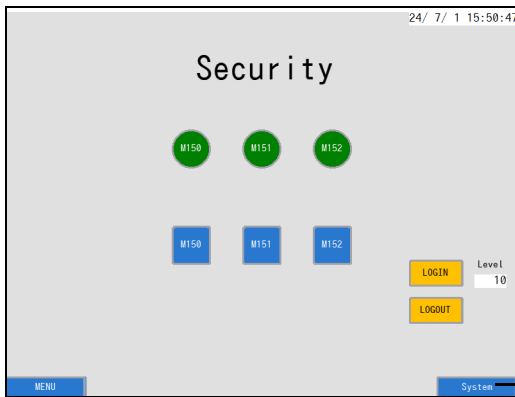 24/ 7/ 1 15:50:47
Security
M150 M151 M152
M150 M151 M152
LOGIN Level
10
LOGOUT
MENU System